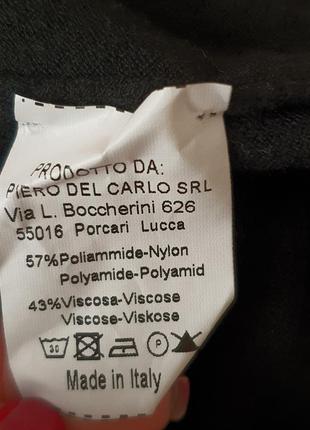 PRODOTTO DA:
PIERO DEL CARLO SRL
Via L. Boccherini 626
55016 Porcari Lucca
57%Poliammide-Nylon
Polyamide-Polyamid
43%Viscosa-Viscose
Viscose-Viskose
30 P
Made in Italy